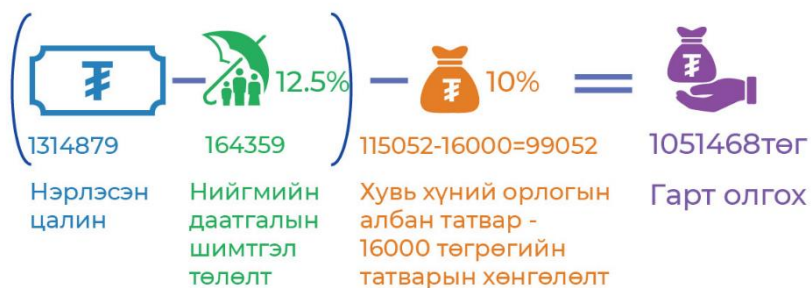 12.5%
10%
1314879
164359
115052-16000=99052
1051468төг
Нэрлэсэн
цалин
Нийгмийн
даатгалын
шимтгэл
төлөлт
Хувь хүний орлогын
албан татвар -
16000 төгрөгийн
татварын хөнгөлөлт
Гарт олгох